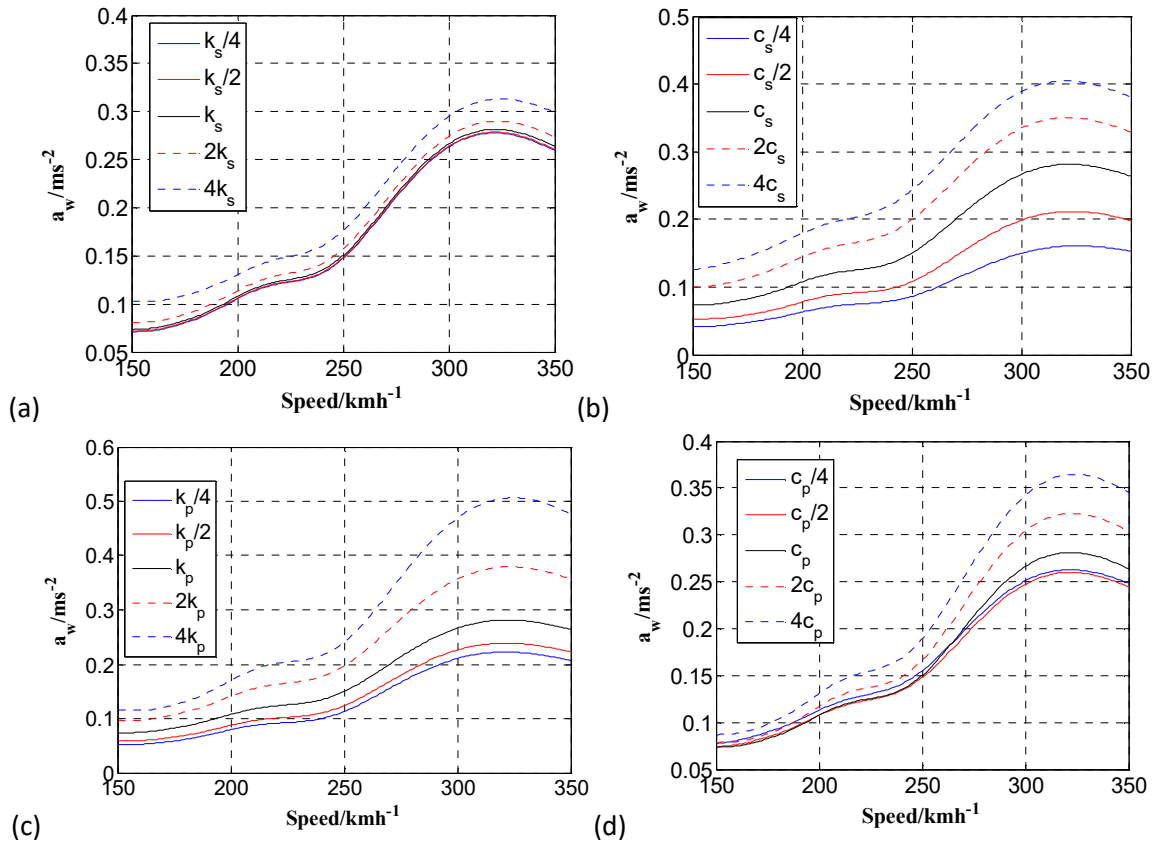 0.4
0.35
0.3
0.25
0.2
0.15
0.1
0.05
a_w/ms^-2
k_s/4
k_s/2
k_s
2k_s
4k_s
150 200 250 300 350
Speed/kmh^-1
(a)
0.5
0.4
0.3
0.2
0.1
0
a_w/ms^-2
c_s/4
c_s/2
c_s
2c_s
4c_s
150 200 250 300 350
Speed/kmh^-1
(b)
0.6
0.5
0.4
0.3
0.2
0.1
0
a_w/ms^-2
k_p/4
k_p/2
k_p
2k_p
4k_p
150 200 250 300 350
Speed/kmh^-1
(c)
0.4
0.35
0.3
0.25
0.2
0.15
0.1
0.05
a_w/ms^-2
c_p/4
c_p/2
c_p
2c_p
4c_p
150 200 250 300 350
Speed/kmh^-1
(d)